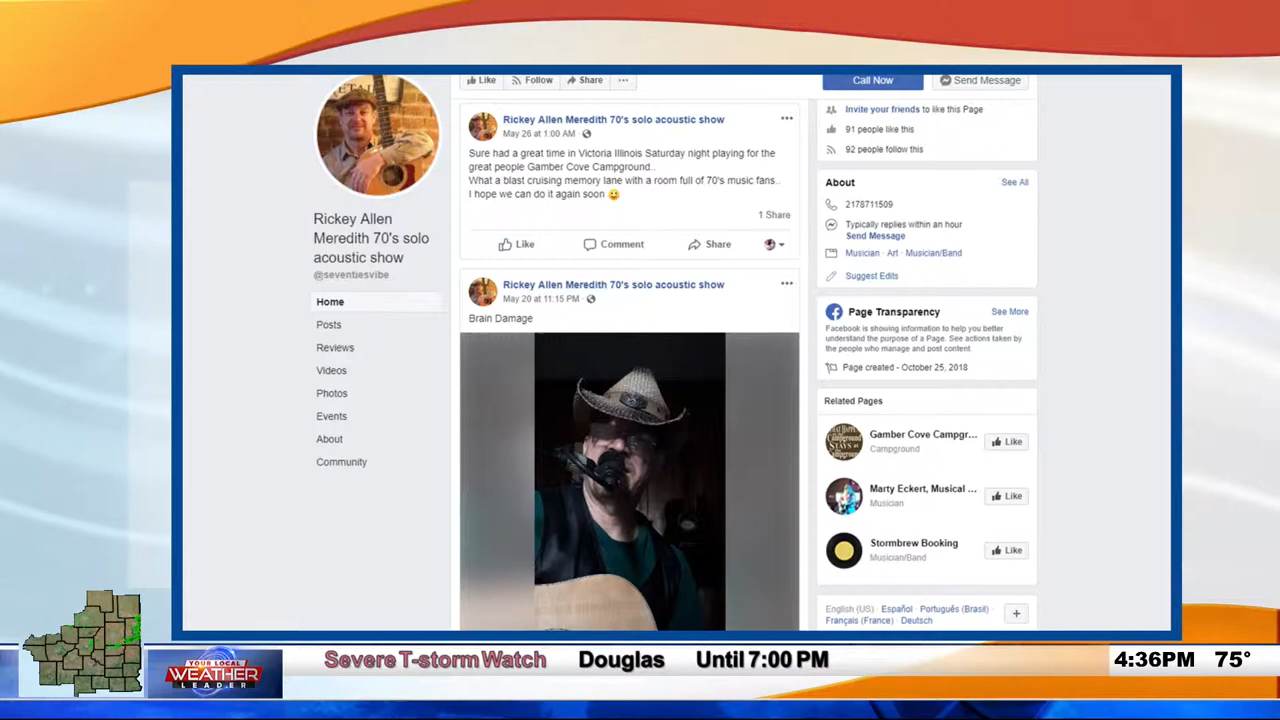 Like Follow Share ...
Call Now
Send Message
Rickey Allen
Meredith 70's solo
acoustic show
@seventiesvibe
Home
Posts
Reviews
Videos
Photos
Events
About
Community
Rickey Allen Meredith 70's solo acoustic show
May 26 at 1:00 AM
Sure had a great time in Victoria Illinois Saturday night playing for the
great people Gamber Cove Campground..
What a blast cruising memory lane with a room full of 70's music fans..
I hope we can do it again soon 😀
1 Share
Like Comment Share
Rickey Allen Meredith 70's solo acoustic show
May 20 at 11:15 PM
Brain Damage
Invite your friends to like this Page
91 people like this
92 people follow this
About See All
2178711509
Typically replies within an hour
Send Message
Musician · Art · Musician/Band
Suggest Edits
Page Transparency See More
Facebook is showing information to help you better
understand the purpose of a Page. See actions taken by
the people who manage and post content
Page created - October 25, 2018
Related Pages
Gamber Cove Campgr...
Campground
Like
Marty Eckert, Musical ...
Musician
Like
Stormbrew Booking
Musician/Band
Like
English (US) · Español · Português (Brasil) ·
Français (France) · Deutsch
+
YOUR LOCAL
WEATHER
LEADER
Severe T-storm Watch Douglas Until 7:00 PM
4:36PM 75°